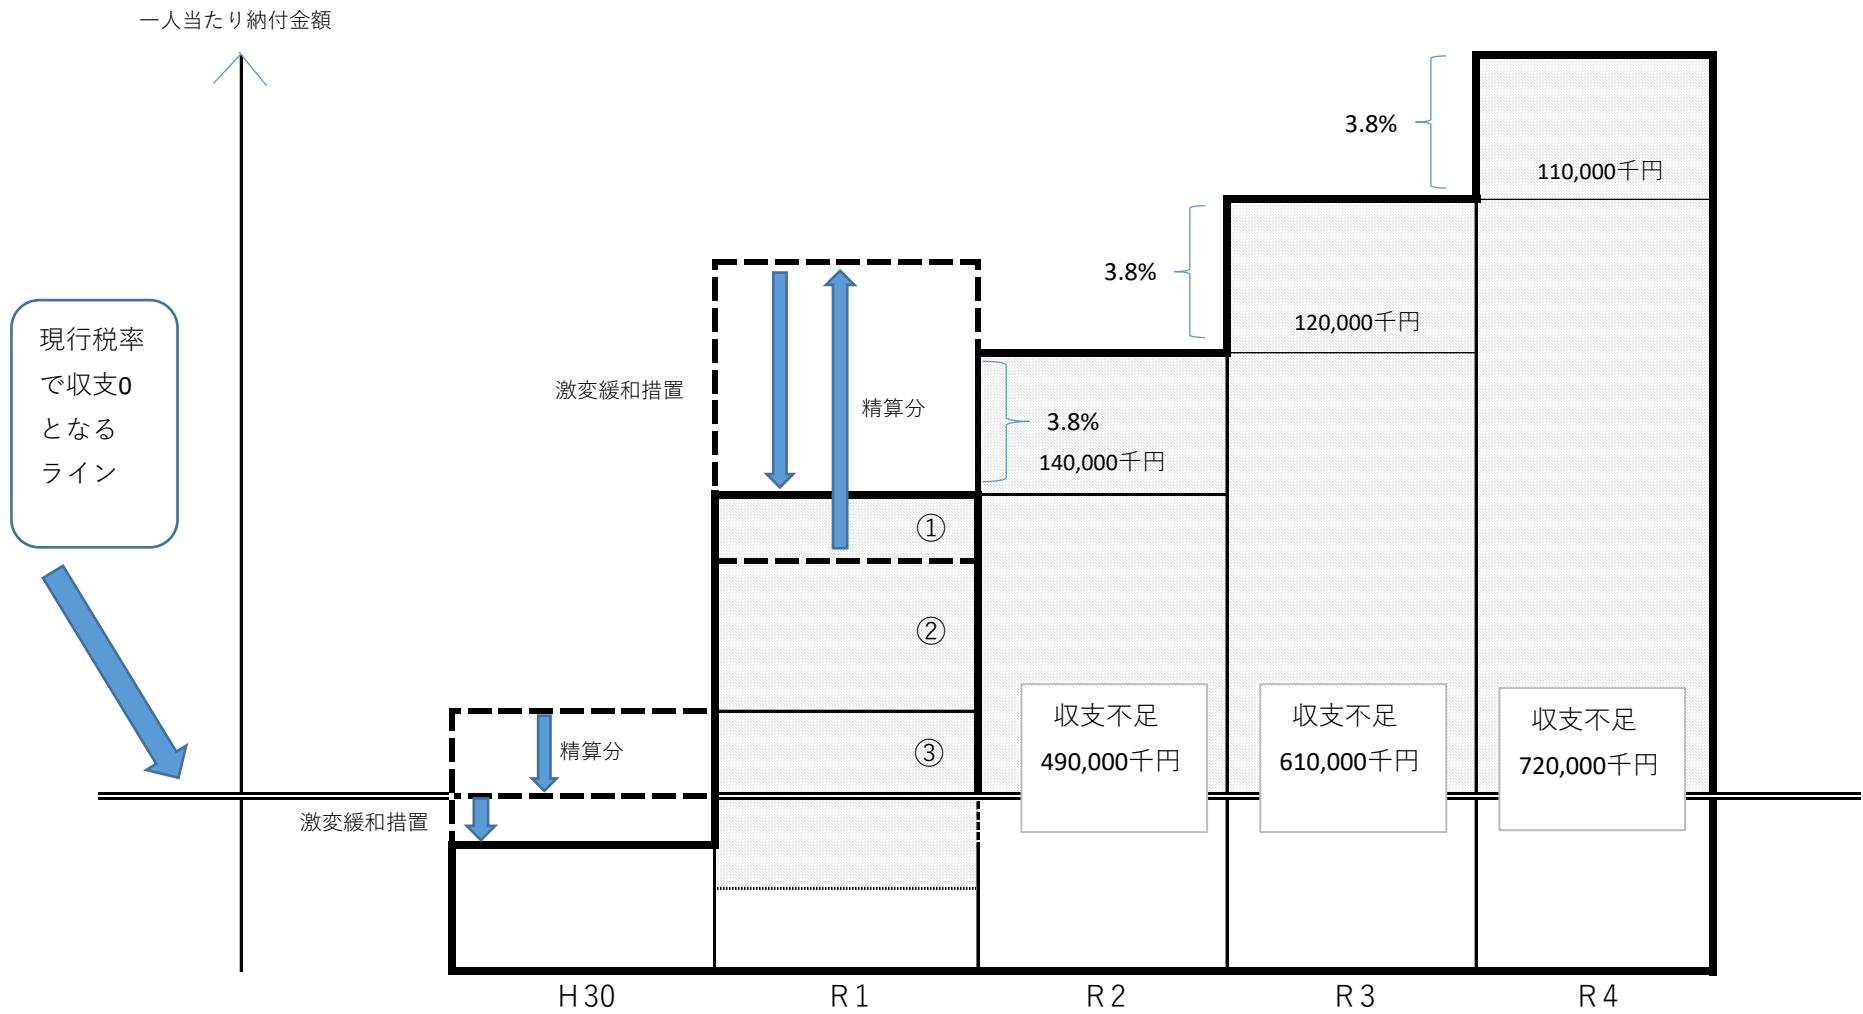 一人当たり納付金額
3.8%
110,000千円
3.8%
120,000千円
現行税率
で収支0
となる
ライン
激変緩和措置
精算分
3.8%
140,000千円
①
②
③
精算分
激変緩和措置
収支不足
490,000千円
収支不足
610,000千円
収支不足
720,000千円
H30
R1
R2
R3
R4